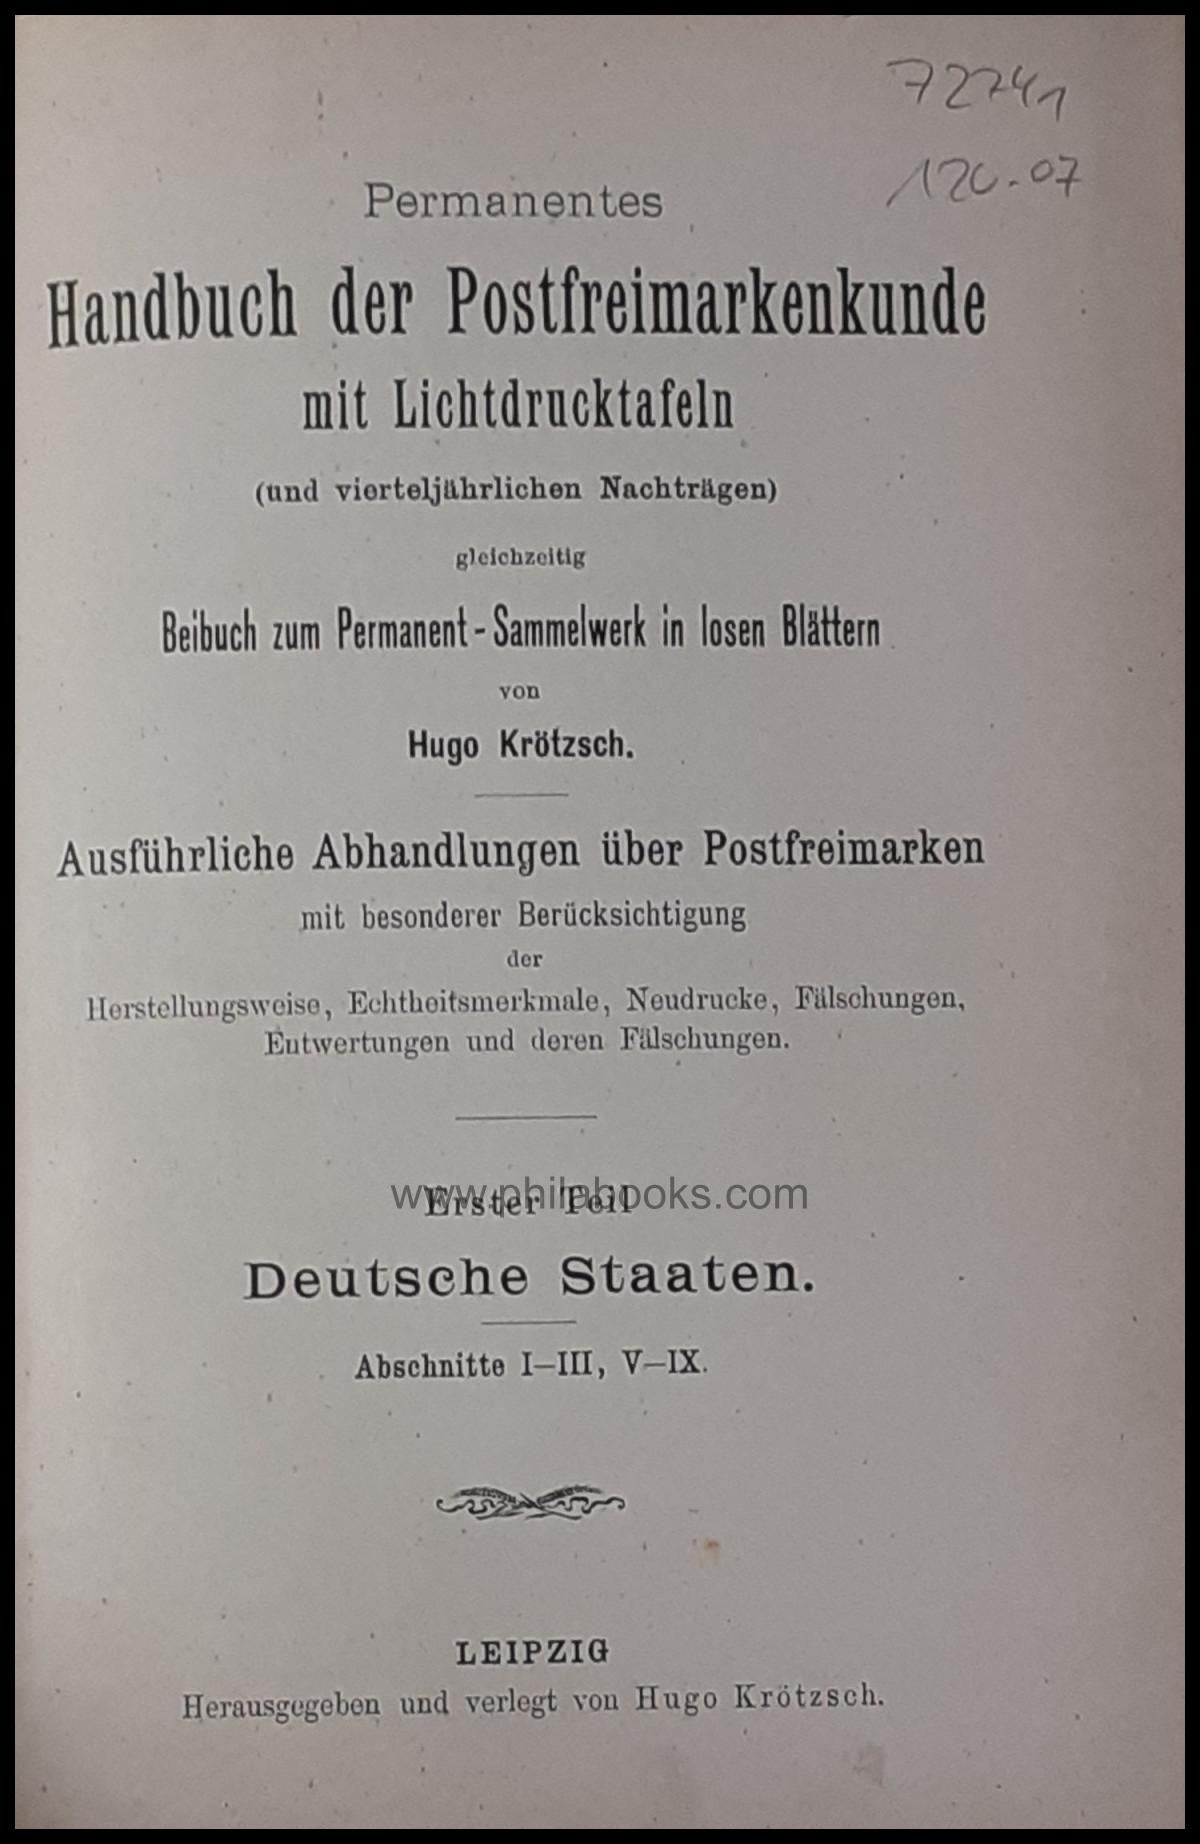 72741
120.-07
Permanentes
Handbuch der Postfreimarkenkunde
mit Lichtdrucktafeln
(und vierteljährlichen Nachträgen)
gleichzeitig
Beibuch zum Permanent-Sammelwerk in losen Blättern
von
Hugo Krötzsch.
Ausführliche Abhandlungen über Postfreimarken
mit besonderer Berücksichtigung
der
Herstellungsweise, Echtheitsmerkmale, Neudrucke, Fälschungen,
Entwertungen und deren Fälschungen.
Erster Teil
www.philabooks.com
Deutsche Staaten.
Abschnitte I—III, V—IX.
LEIPZIG
Herausgegeben und verlegt von Hugo Krötzsch.